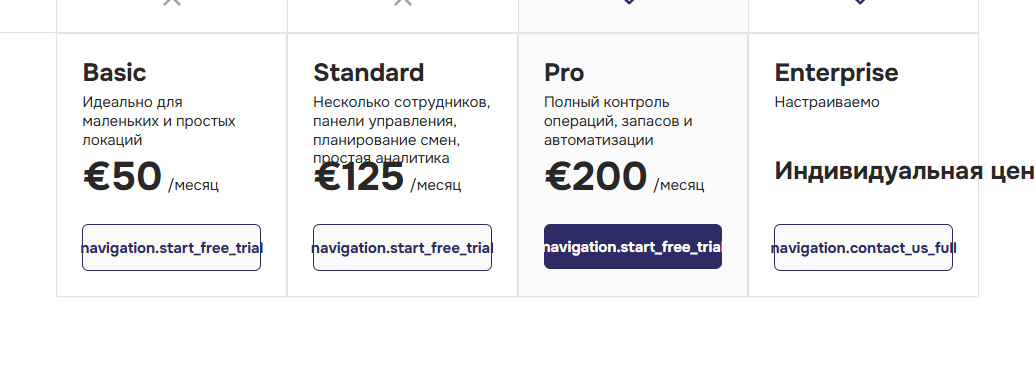 Basic
Идеально для
маленьких и простых
локаций
€50 /месяц
navigation.start_free_trial
Standard
Несколько сотрудников,
панели управления,
планирование смен,
простая аналитика
€125 /месяц
navigation.start_free_trial
Pro
Полный контроль
операций, запасов и
автоматизации
€200 /месяц
navigation.start_free_trial
Enterprise
Настраиваемо
Индивидуальная цен
navigation.contact_us_full